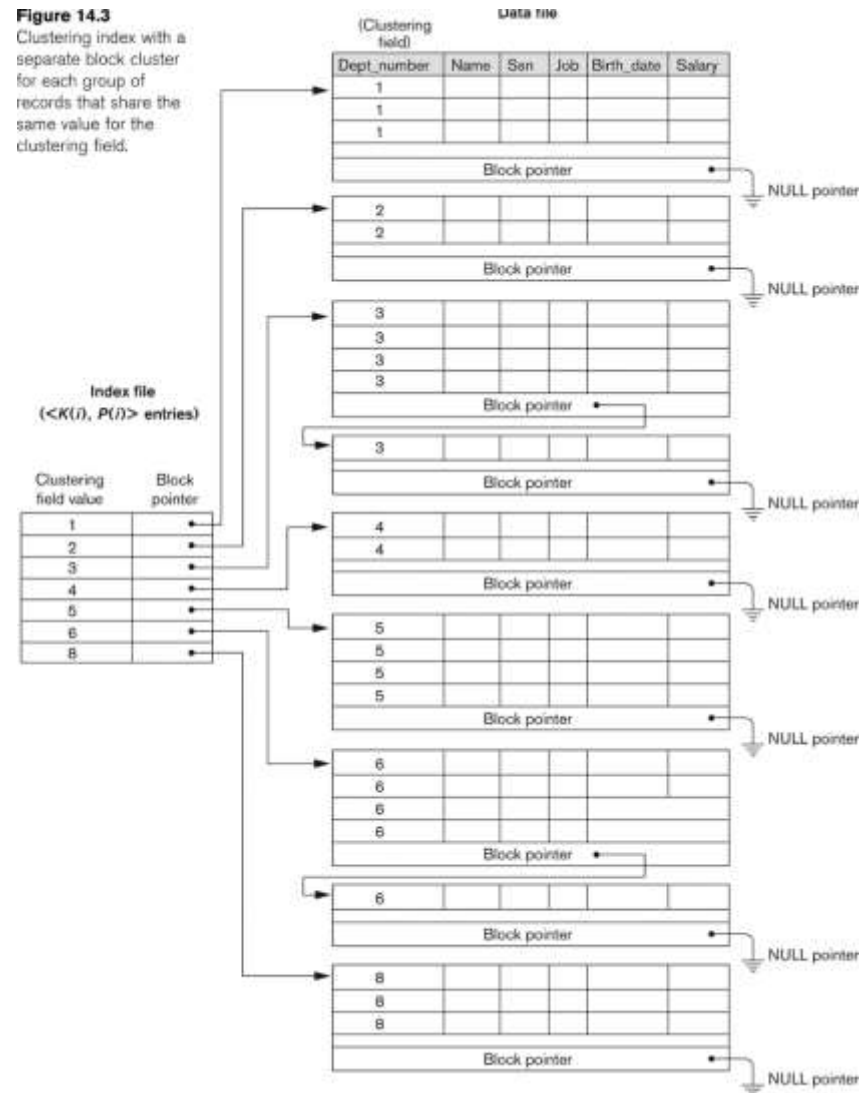 Figure 14.3
Clustering index with a
separate block cluster
for each group of
records that share the
same value for the
clustering field.
Data file
(Clustering
field)
Dept_number Name Ssn Job Birth_date Salary
1
1
1
Block pointer
NULL pointer
2
2
Block pointer
NULL pointer
3
3
3
3
Block pointer
3
Block pointer
NULL pointer
Index file
(<K(i), P(i)> entries)
Clustering Block
field value pointer
1
2
3
4
5
6
8
4
4
Block pointer
NULL pointer
5
5
5
5
Block pointer
NULL pointer
6
6
6
6
Block pointer
6
Block pointer
NULL pointer
8
8
8
Block pointer
NULL pointer